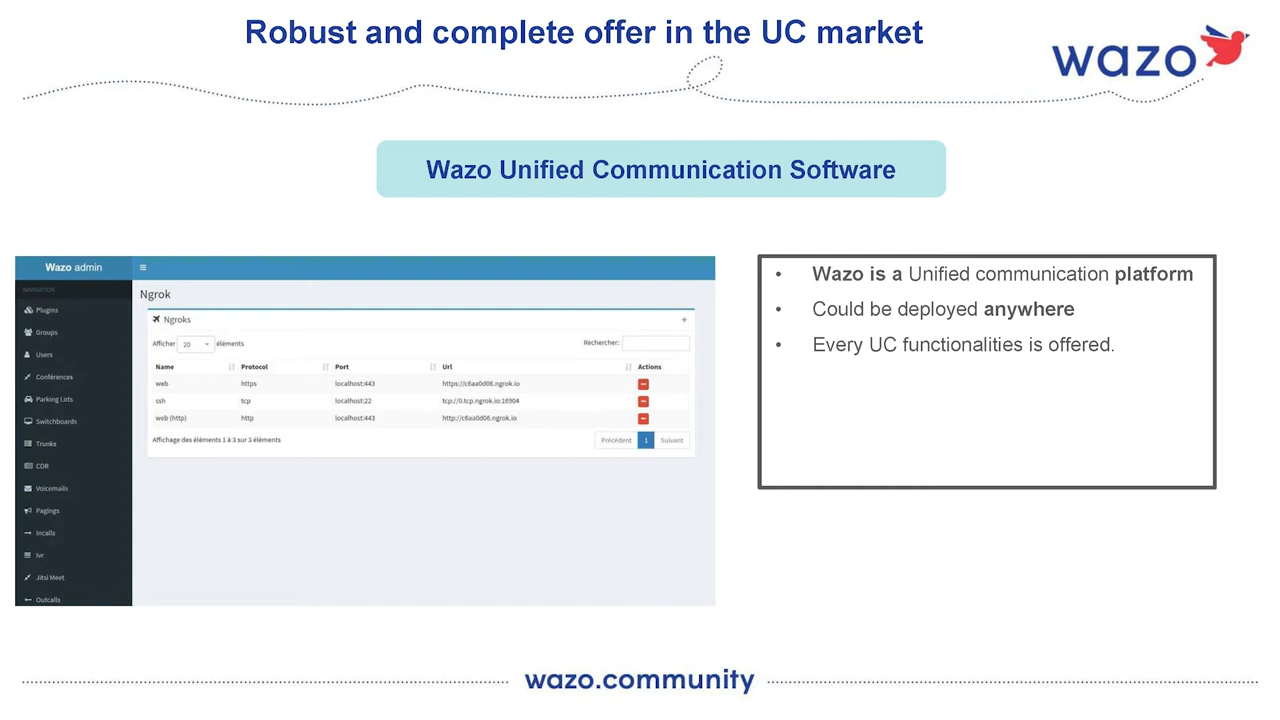 Robust and complete offer in the UC market
wazo
Wazo Unified Communication Software
Wazo admin
NAVIGATION
Plugins
Groups
Users
Conférences
Parking Lots
Switchboards
Trunks
CDR
Voicemails
Pagings
Incalls
Ivr
Jitsi Meet
Outcalls
Ngrok
Ngroks +
Afficher 20 éléments Rechercher:
Name Protocol Port Url Actions
web https localhost:443 https://c6aa0d06.ngrok.io
ssh tcp localhost:22 tcp://0.tcp.ngrok.io:16904
web (http) http localhost:443 http://c6aa0d06.ngrok.io
Affichage des éléments 1 à 3 sur 3 éléments Précédent 1 Suivant
• Wazo is a Unified communication platform
• Could be deployed anywhere
• Every UC functionalities is offered.
wazo.community